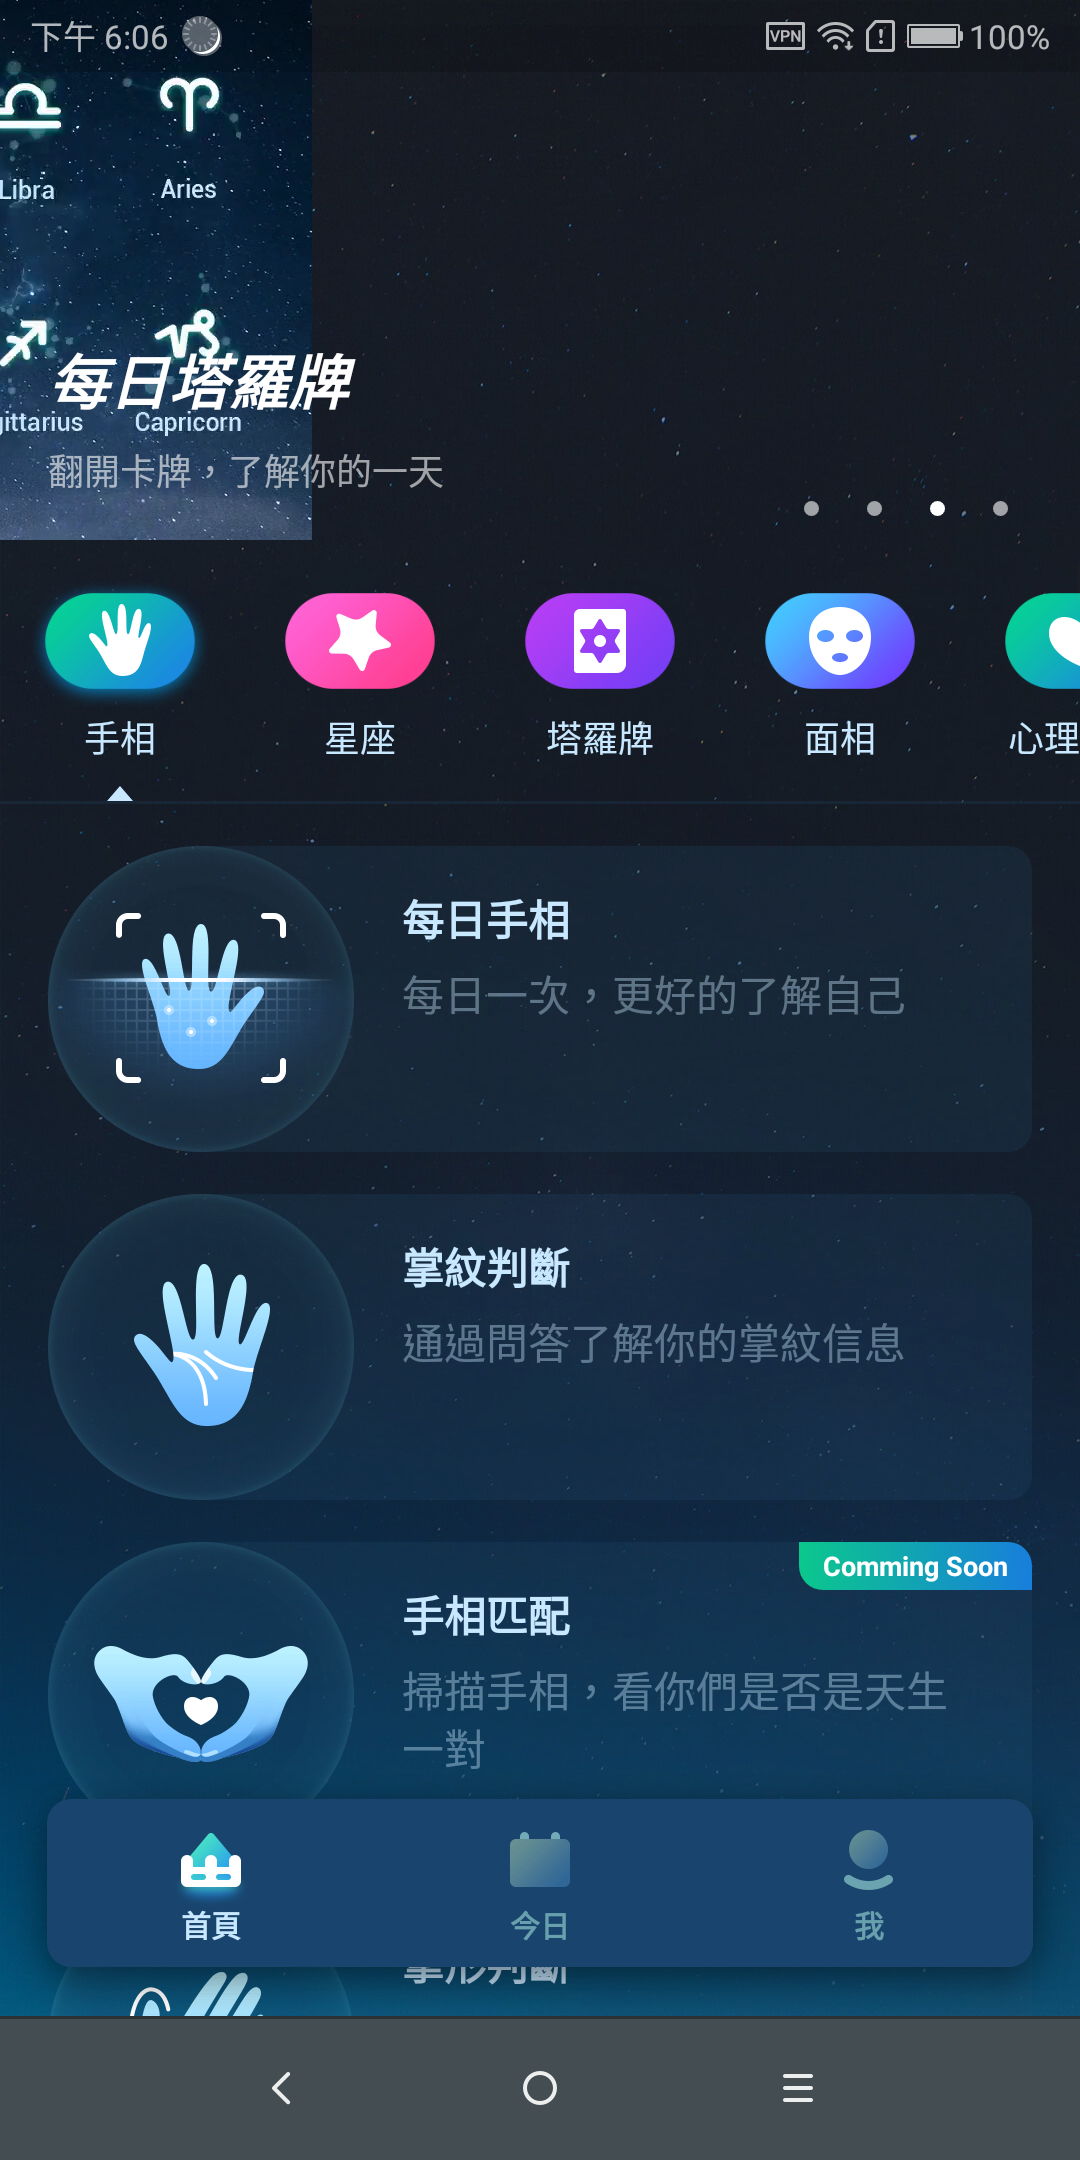 下午 6:06
VPN
100%
Libra
Aries
每日塔羅牌
gittarius
Capricorn
翻開卡牌，了解你的一天
手相
星座
塔羅牌
面相
心理
每日手相
每日一次，更好的了解自己
掌紋判斷
通過問答了解你的掌紋信息
Comming Soon
手相匹配
掃描手相，看你們是否是天生
一對
首頁
今日
我